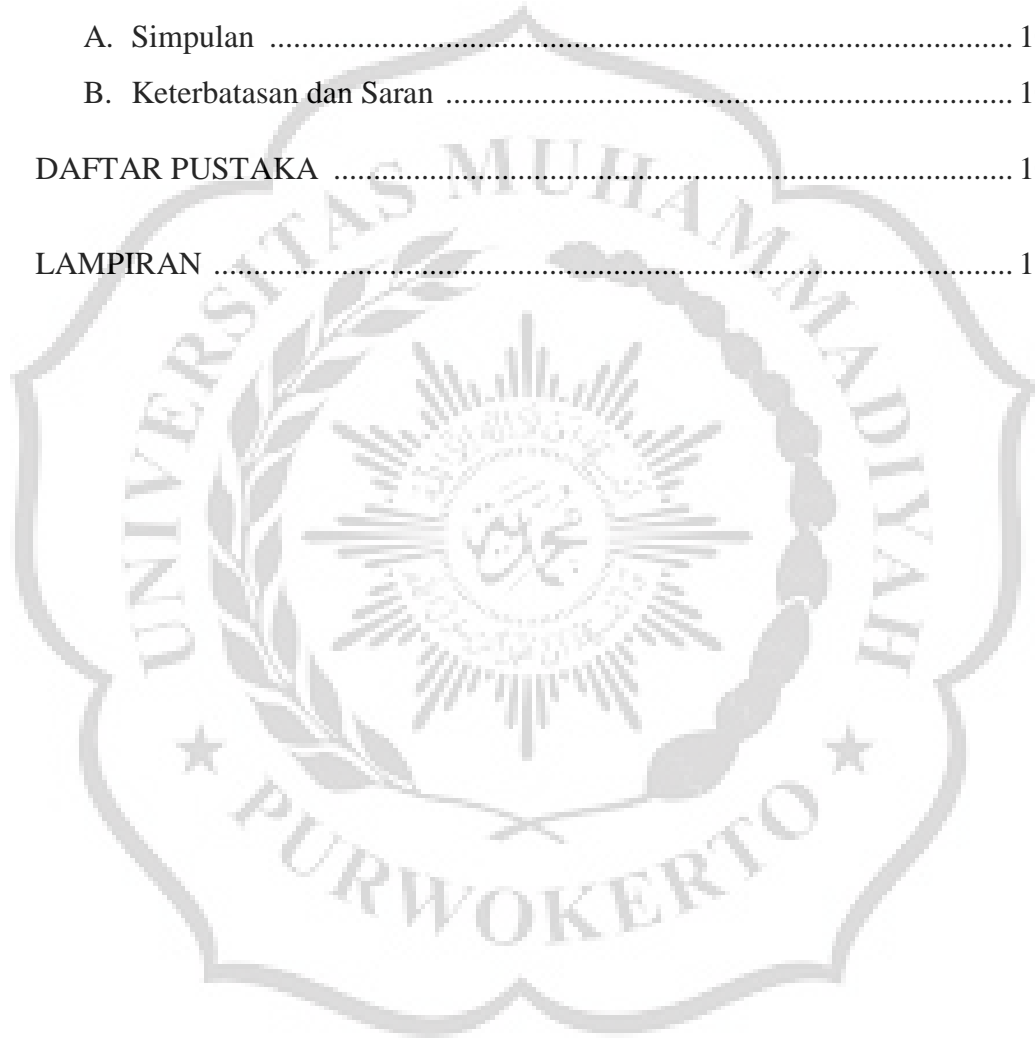 A. Simpulan ........................................................................................... 1
B. Keterbatasan dan Saran ..................................................................... 1
DAFTAR PUSTAKA ................................................................................... 1
LAMPIRAN .................................................................................................. 1
UNIVERSITAS MUHAMMADIYAH
PURWOKERTO